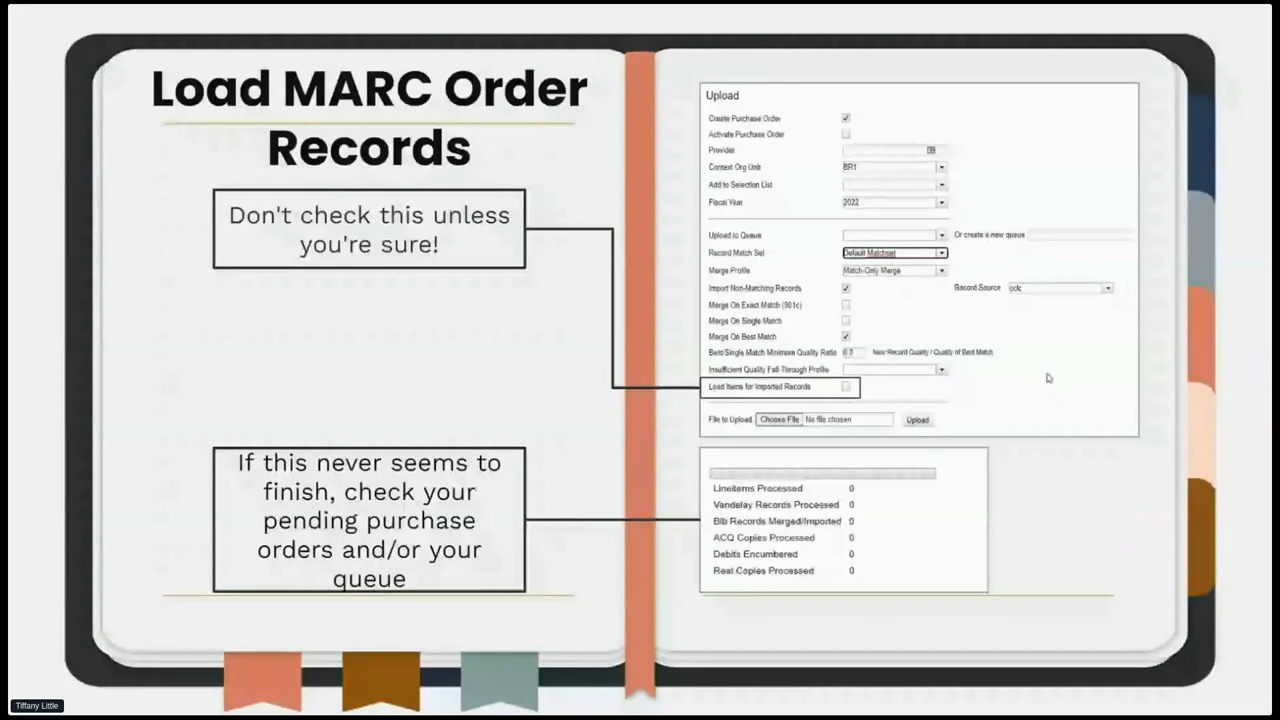 Load MARC Order
Records
Don't check this unless
you're sure!
If this never seems to
finish, check your
pending purchase
orders and/or your
queue
Upload
Create Purchase Order
Activate Purchase Order
Provider
Context Org Unit BR1
Add to Selection List
Fiscal Year 2022
Upload to Queue Or create a new queue
Record Match Set Default Matchset
Merge Profile Match-Only Merge
Import Non-Matching Records Record Source oclc
Merge On Exact Match (901c)
Merge On Single Match
Merge On Best Match
Best/Single Match Minimum Quality Ratio 0.0 New Record Quality / Quality of Best Match
Insufficient Quality Fall-Through Profile
Load Items for Imported Records
File to Upload Choose File No file chosen Upload
Lineitems Processed 0
Vandelay Records Processed 0
Bib Records Merged/Imported 0
ACQ Copies Processed 0
Debits Encumbered 0
Real Copies Processed 0
Tiffany Little